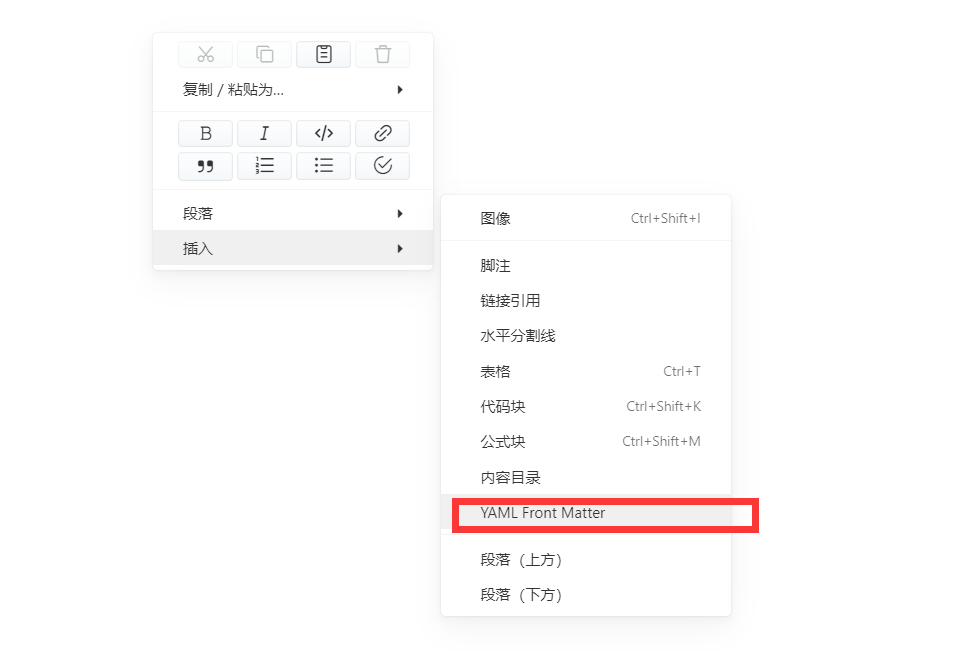 复制 / 粘贴为...
B I </>
段落
插入
图像 Ctrl+Shift+I
脚注
链接引用
水平分割线
表格 Ctrl+T
代码块 Ctrl+Shift+K
公式块 Ctrl+Shift+M
内容目录
YAML Front Matter
段落（上方）
段落（下方）